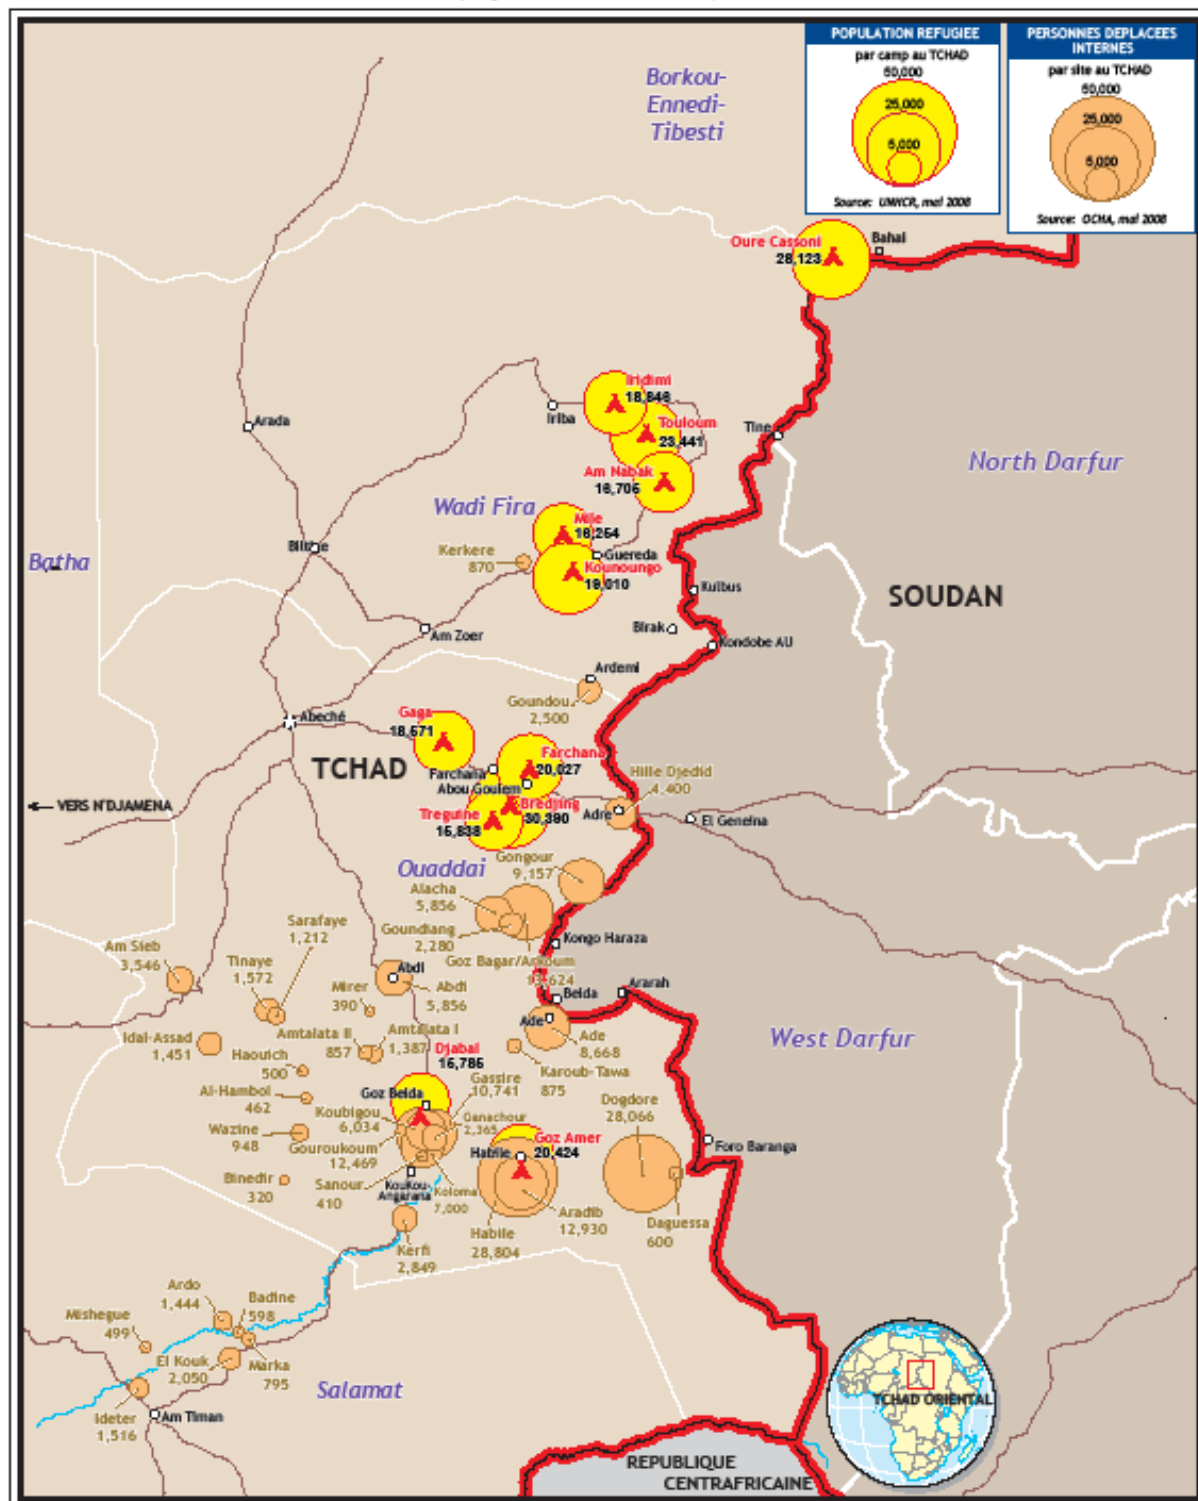 POPULATION REFUGIEE
par camp au TCHAD
50,000
25,000
5,000
Source: UNHCR, mai 2008
PERSONNES DEPLACEES
INTERNES
par site au TCHAD
50,000
25,000
5,000
Source: OCHA, mai 2008
Borkou-
Ennedi-
Tibesti
Oure Cassoni
28,123
Bahai
Iridimi
18,846
Iriba
Touloum
23,441
Arada
Tine
Am Nabak
16,705
North Darfur
Wadi Fira
Mile
16,254
Batha
Kerkere
870
Guereda
Kounoungo
19,010
Kulbus
SOUDAN
Birak
Am Zoer
Kondobe AU
Ardemi
Goundou
2,500
Abeché
Gaga
18,571
TCHAD
Farchana
20,027
Farchana
Abou Goulem
Hille Djedid
4,400
VERS N'DJAMENA
Bredjing
30,390
Treguine
15,838
Adre
El Geneina
Ouaddai
Gongour
9,157
Alacha
5,856
Goundiang
2,280
Kongo Haraza
Goz Bagar/Arkoum
13,624
Sarafaye
1,212
Am Sieb
3,546
Tinaye
1,572
Abdi
Abdi
5,856
Mirer
390
Beida
Ararah
Ade
Ade
8,668
West Darfur
Idal-Assad
1,451
Amtalata II
857
Amtalata I
1,387
Haouich
500
Djabal
15,785
Karoub-Tawa
875
Al-Hambol
462
Goz Beida
Gassire
10,741
Dogdore
28,066
Koubigou
6,034
Ganachour
2,365
Goz Amer
20,424
Wazine
948
Gouroukoum
12,469
Habile
Foro Baranga
Binedir
320
Sanour
410
Koukou-
Angarana
Koloma
7,000
Aradib
12,930
Daguessa
600
Habile
28,804
Kerfi
2,849
Ardo
1,444
Badine
598
Mishegue
499
El Kouk
2,050
Marka
795
Salamat
Ideter
1,516
Am Timan
TCHAD ORIENTAL
REPUBLIQUE
CENTRAFRICAINE